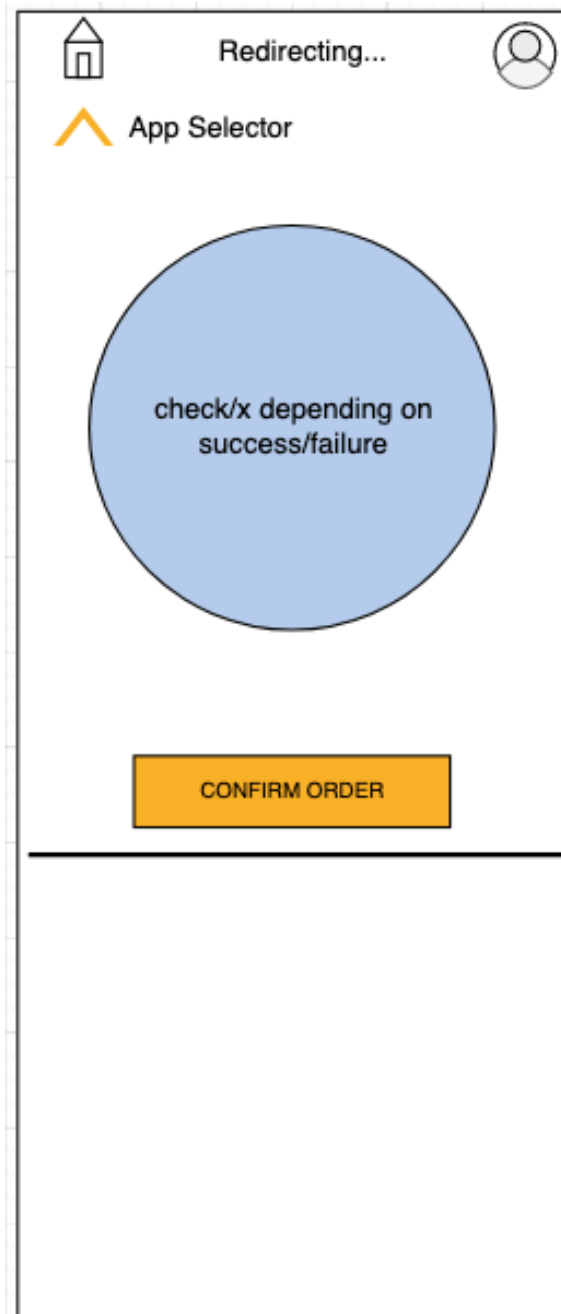 Redirecting...
App Selector
check/x depending on
success/failure
CONFIRM ORDER